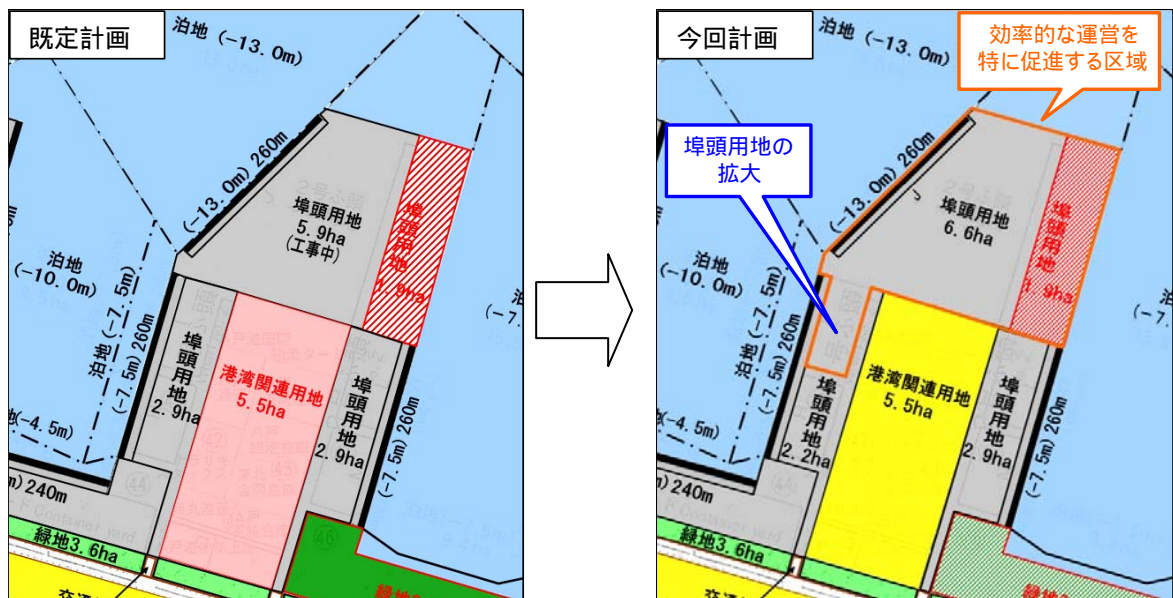 既定計画
泊地 (-13.0m)
(-13.0m) 260m
埠頭用地
5.9ha
(工事中)
埠頭用地
1.9ha
泊地
(-10.0m)
泊地 (-7.5m)
(-7.5m) 260m
埠頭用地
2.9ha
港湾関連用地
5.5ha
埠頭用地
2.9ha
(-7.5m) 260m
(-4.5m)
240m
緑地3.6ha
今回計画
泊地 (-13.0m)
効率的な運営を
特に促進する区域
埠頭用地の
拡大
(-13.0m) 260m
埠頭用地
6.6ha
埠頭用地
1.9ha
泊地
(-10.0m)
泊地 (-7.5m)
(-7.5m) 260m
埠頭用地
2.2ha
港湾関連用地
5.5ha
埠頭用地
2.9ha
(-7.5m) 260m
(-4.5m)
240m
緑地3.6ha